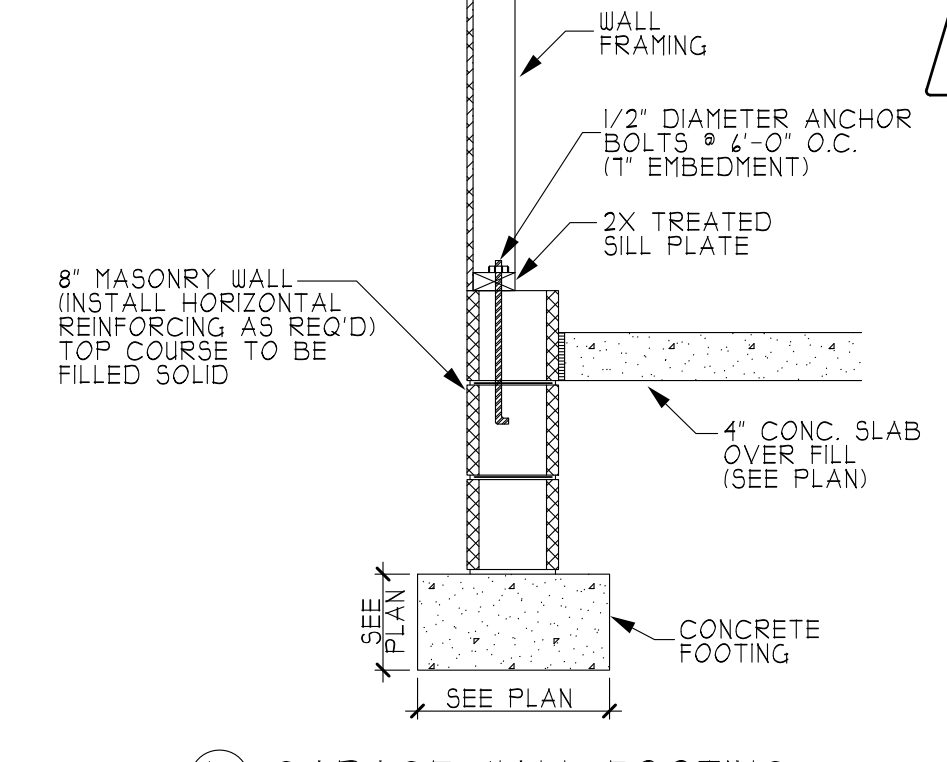 WALL
FRAMING
1/2" DIAMETER ANCHOR
BOLTS @ 6'-0" O.C.
(7" EMBEDMENT)
2X TREATED
SILL PLATE
8" MASONRY WALL
(INSTALL HORIZONTAL
REINFORCING AS REQ'D)
TOP COURSE TO BE
FILLED SOLID
4" CONC. SLAB
OVER FILL
(SEE PLAN)
SEE
PLAN
CONCRETE
FOOTING
SEE PLAN